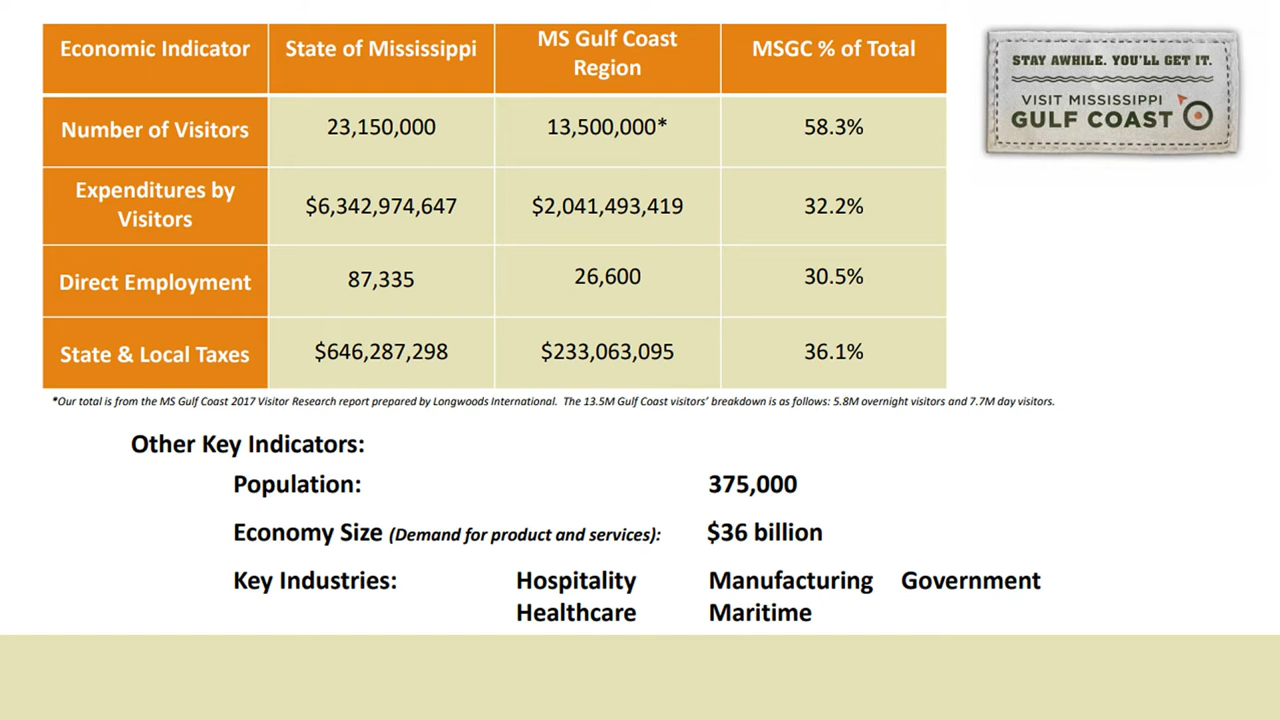 Economic Indicator State of Mississippi MS Gulf Coast Region MSGC % of Total
Number of Visitors 23,150,000 13,500,000* 58.3%
Expenditures by Visitors $6,342,974,647 $2,041,493,419 32.2%
Direct Employment 87,335 26,600 30.5%
State & Local Taxes $646,287,298 $233,063,095 36.1%
STAY AWHILE. YOU'LL GET IT.
VISIT MISSISSIPPI
GULF COAST
*Our total is from the MS Gulf Coast 2017 Visitor Research report prepared by Longwoods International. The 13.5M Gulf Coast visitors' breakdown is as follows: 5.8M overnight visitors and 7.7M day visitors.
Other Key Indicators:
Population: 375,000
Economy Size (Demand for product and services): $36 billion
Key Industries: Hospitality Manufacturing Government
Healthcare Maritime